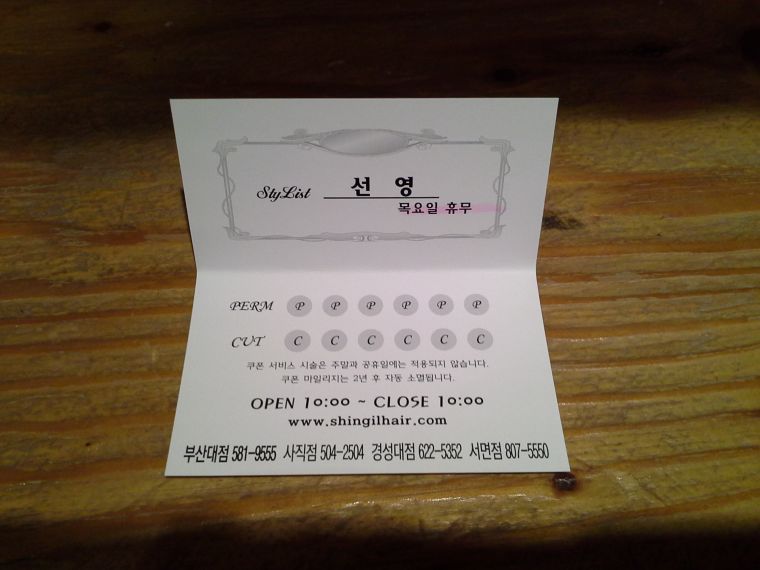 StyList 선 영
목요일 휴무
PERM P P P P P P
CUT C C C C C C
쿠폰 서비스 시술은 주말과 공휴일에는 적용되지 않습니다.
쿠폰 마일리지는 2년 후 자동 소멸됩니다.
OPEN 10:00 ~ CLOSE 10:00
www.shingilhair.com
부산대점 581-9555 사직점 504-2504 경성대점 622-5352 서면점 807-5550